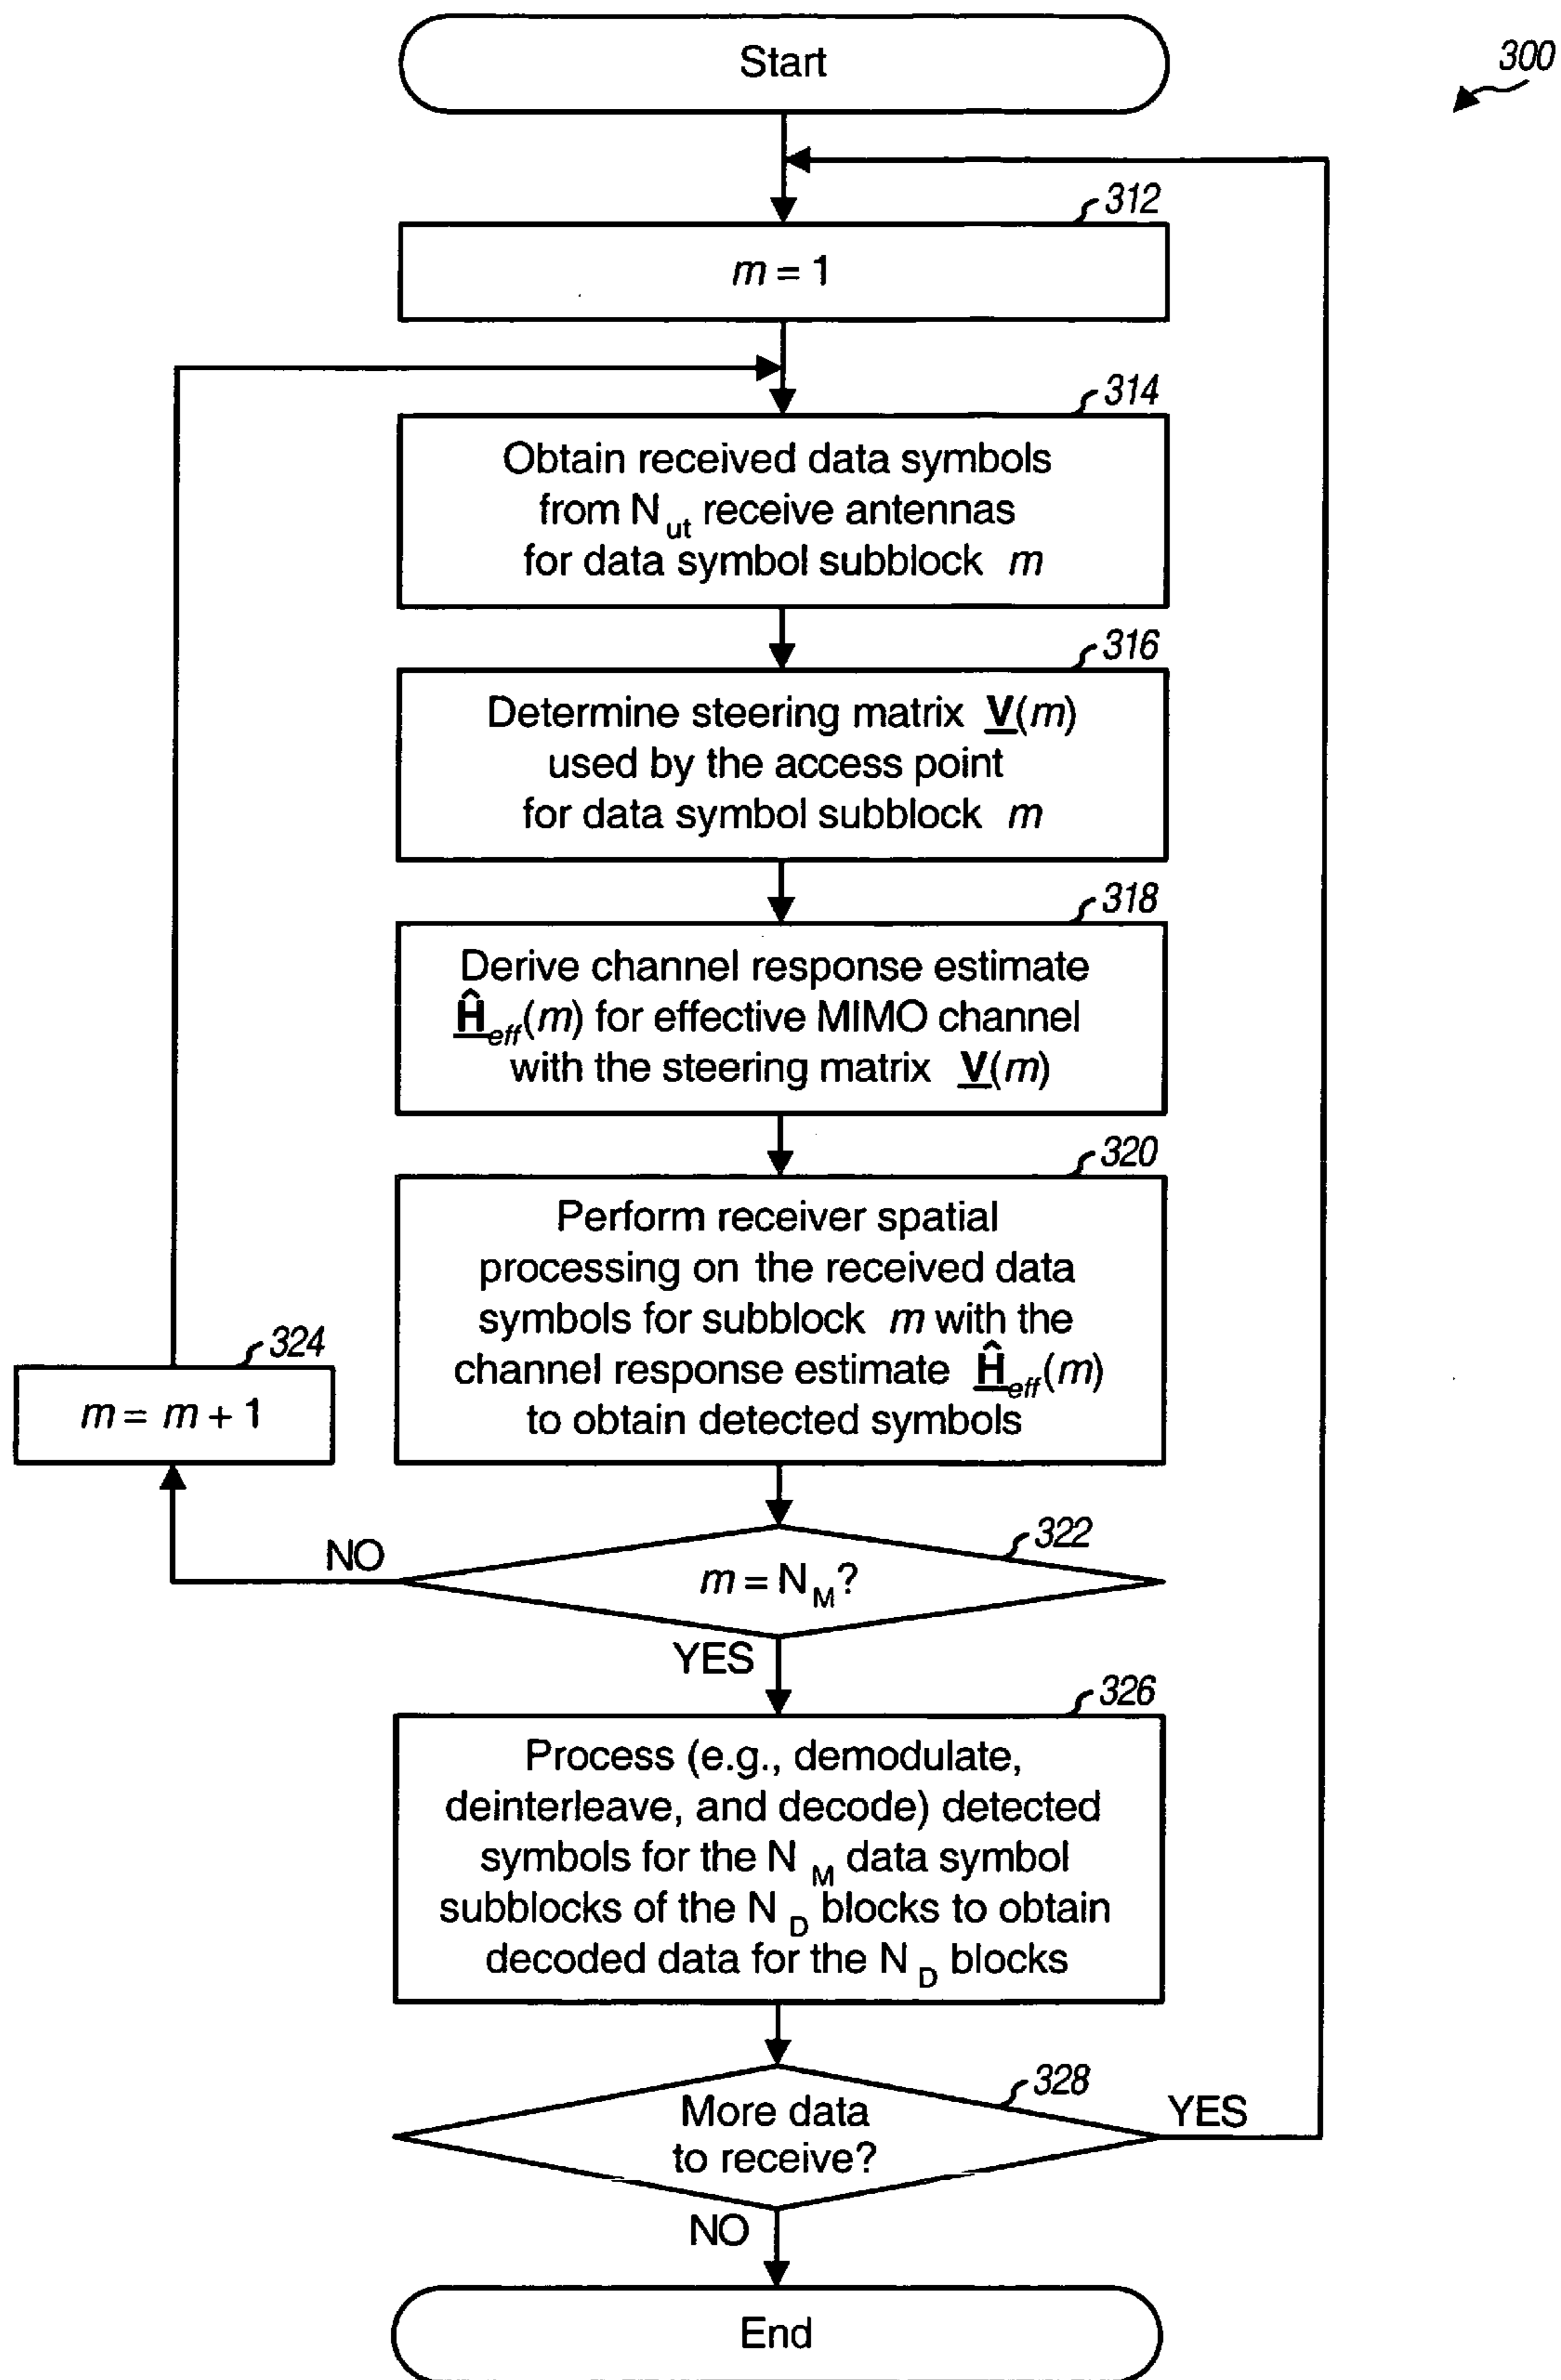 Start
300
312
m = 1
314
Obtain received data symbols
from N_ut receive antennas
for data symbol subblock m
316
Determine steering matrix V(m)
used by the access point
for data symbol subblock m
318
Derive channel response estimate
Ĥ_eff(m) for effective MIMO channel
with the steering matrix V(m)
320
Perform receiver spatial
processing on the received data
symbols for subblock m with the
channel response estimate Ĥ_eff(m)
to obtain detected symbols
324
m = m + 1
322
NO
m = N_M?
YES
326
Process (e.g., demodulate,
deinterleave, and decode) detected
symbols for the N_M data symbol
subblocks of the N_D blocks to obtain
decoded data for the N_D blocks
328
More data
to receive?
YES
NO
End